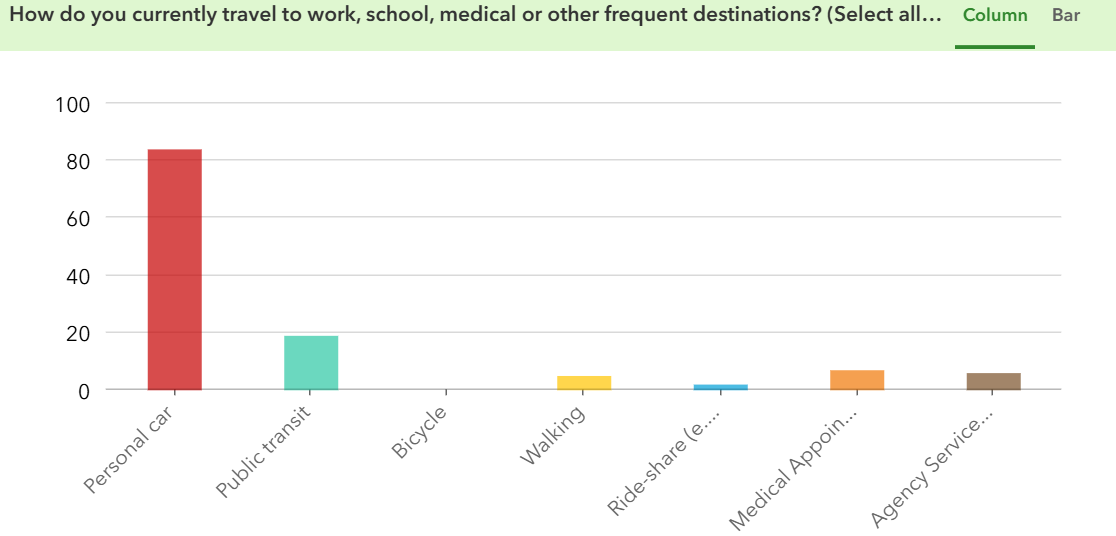 How do you currently travel to work, school, medical or other frequent destinations? (Select all…
Column
Bar
100
80
60
40
20
0
Personal car
Public transit
Bicycle
Walking
Ride-share (e.…
Medical Appoin…
Agency Service…